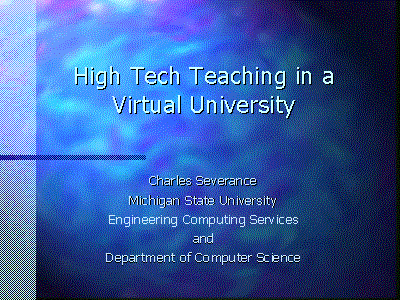 High Tech Teaching in a
Virtual University
Charles Severance
Michigan State University
Engineering Computing Services
and
Department of Computer Science